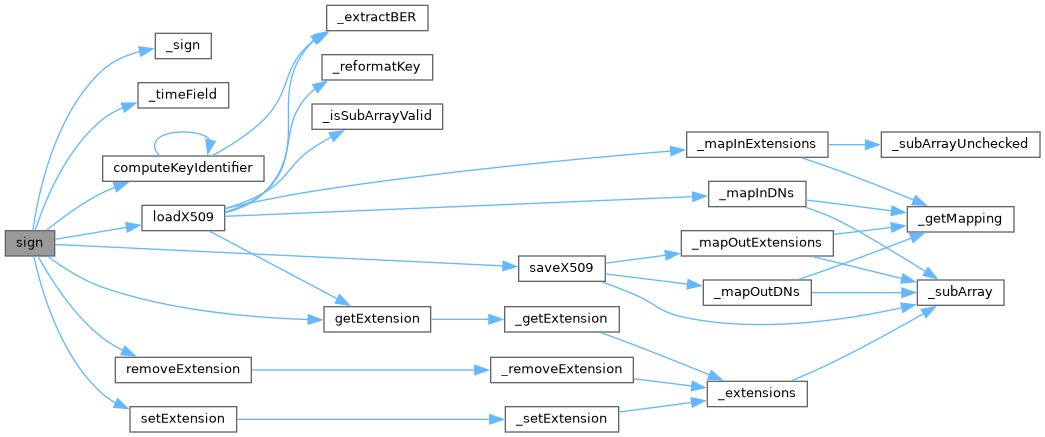 sign
_sign
_timeField
computeKeyIdentifier
loadX509
_extractBER
_reformatKey
_isSubArrayValid
_mapInExtensions
_subArrayUnchecked
_mapInDNs
_getMapping
_mapOutExtensions
saveX509
_mapOutDNs
_subArray
getExtension
_getExtension
removeExtension
_removeExtension
_extensions
setExtension
_setExtension